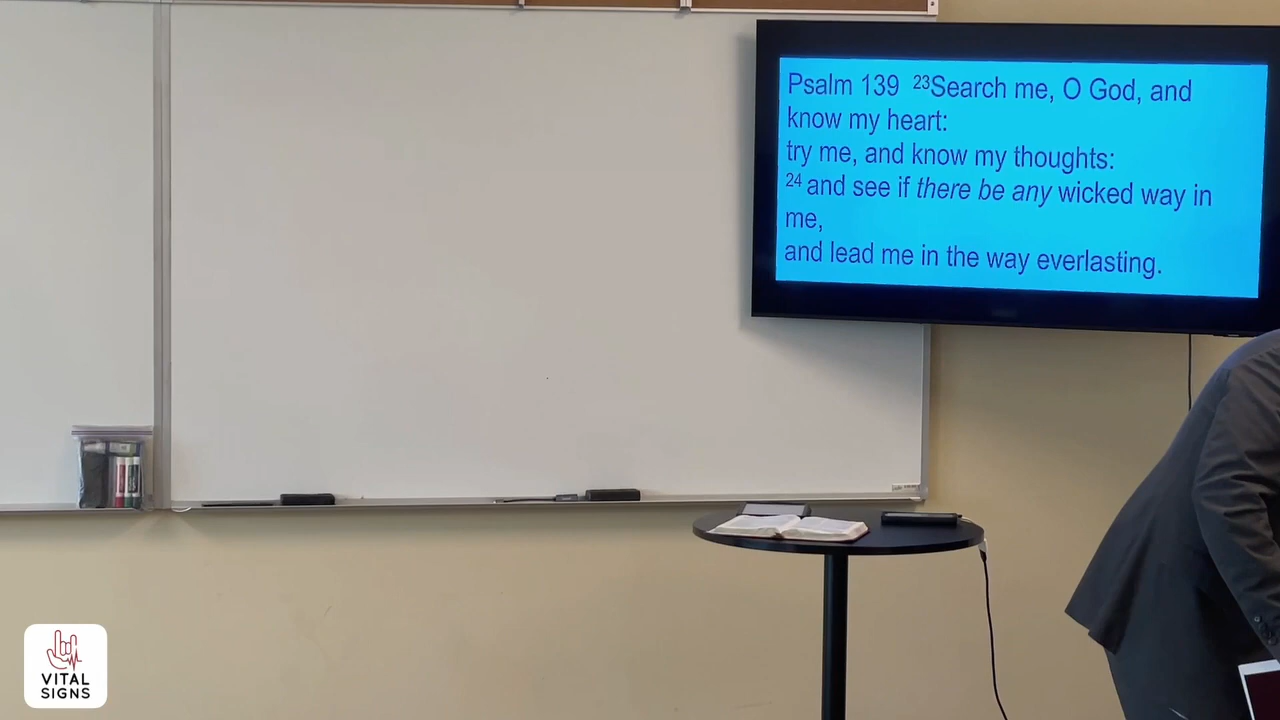 Psalm 139 ²³Search me, O God, and
know my heart:
try me, and know my thoughts:
²⁴ and see if there be any wicked way in
me,
and lead me in the way everlasting.
VITAL
SIGNS